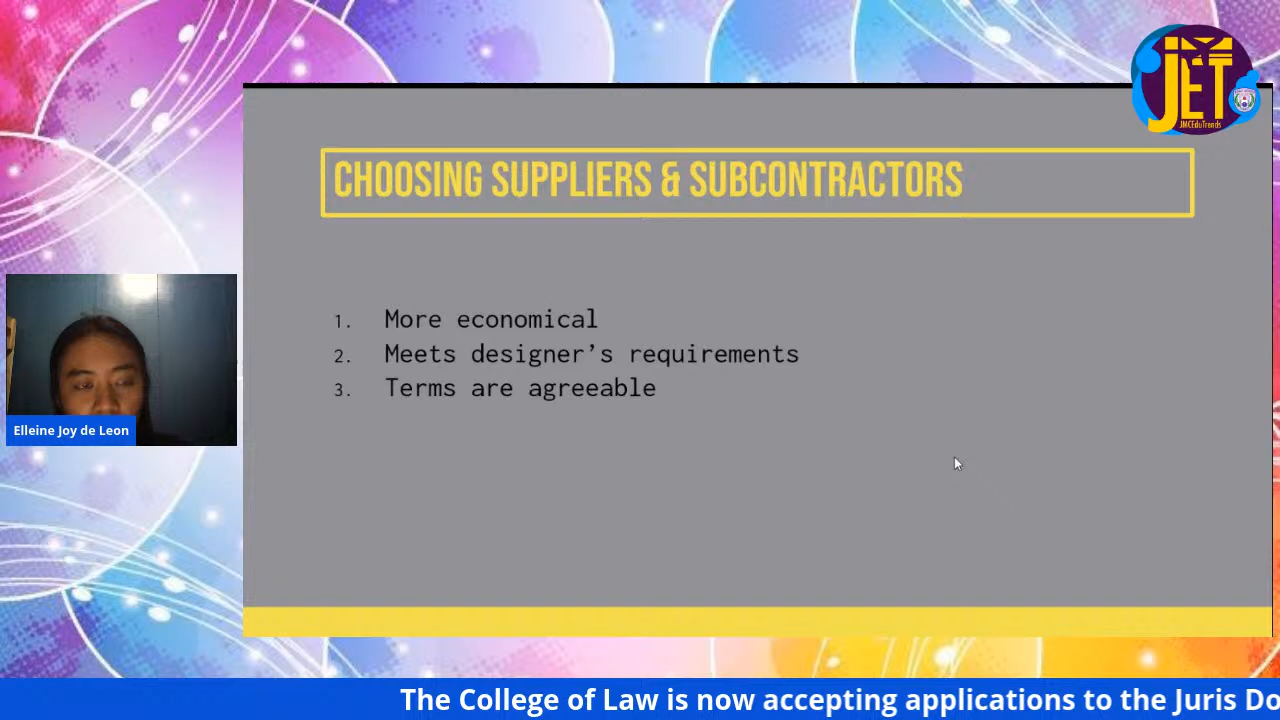 JET
JMCEduTrends
CHOOSING SUPPLIERS & SUBCONTRACTORS
1. More economical
2. Meets designer’s requirements
3. Terms are agreeable
Elleine Joy de Leon
The College of Law is now accepting applications to the Juris Do